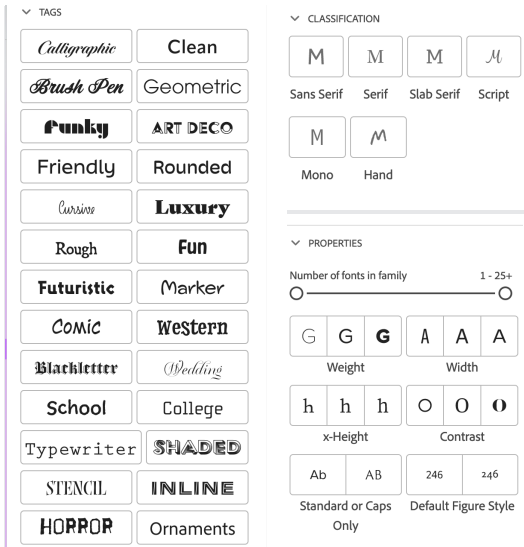 TAGS
Calligraphic
Clean
Brush Pen
Geometric
Funky
ART DECO
Friendly
Rounded
Cursive
Luxury
Rough
Fun
Futuristic
Marker
Comic
Western
Blackletter
Wedding
School
College
Typewriter
SHADED
STENCIL
INLINE
HORROR
Ornaments
CLASSIFICATION
M M M M
Sans Serif Serif Slab Serif Script
M M
Mono Hand
PROPERTIES
Number of fonts in family 1 - 25+
G G G A A A
Weight Width
h h h O O O
x-Height Contrast
Ab AB 246 246
Standard or Caps Default Figure Style
Only